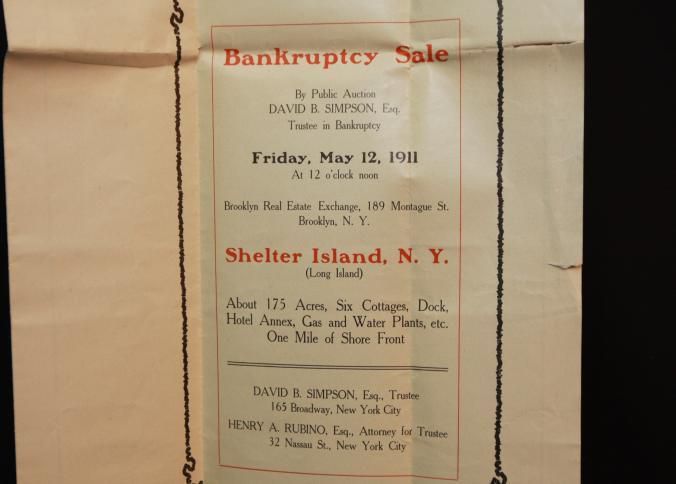 Bankruptcy Sale
By Public Auction
DAVID B. SIMPSON, Esq.
Trustee in Bankruptcy
Friday, May 12, 1911
At 12 o'clock noon
Brooklyn Real Estate Exchange, 189 Montague St.
Brooklyn, N. Y.
Shelter Island, N. Y.
(Long Island)
About 175 Acres, Six Cottages, Dock,
Hotel Annex, Gas and Water Plants, etc.
One Mile of Shore Front
DAVID B. SIMPSON, Esq., Trustee
165 Broadway, New York City
HENRY A. RUBINO, Esq., Attorney for Trustee
32 Nassau St., New York City